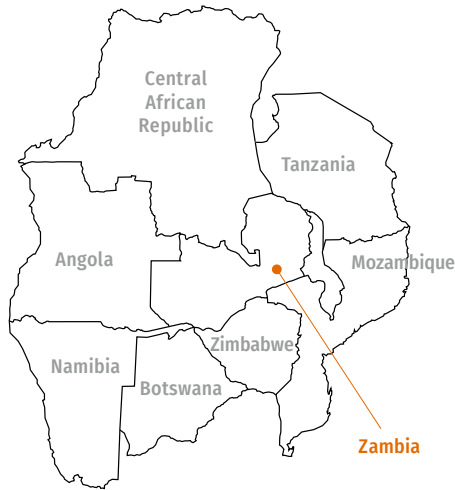 Central
African
Republic
Tanzania
Angola
Mozambique
Zimbabwe
Namibia
Botswana
Zambia